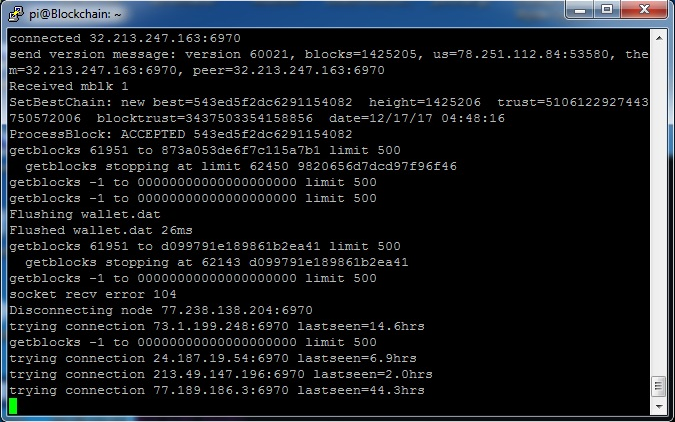 pi@Blockchain: ~
connected 32.213.247.163:6970
send version message: version 60021, blocks=1425205, us=78.251.112.84:53580, the
m=32.213.247.163:6970, peer=32.213.247.163:6970
Received mblk 1
SetBestChain: new best=543ed5f2dc6291154082  height=1425206  trust=5106122927443
750572006  blocktrust=3437503354158856  date=12/17/17 04:48:16
ProcessBlock: ACCEPTED 543ed5f2dc6291154082
getblocks 61951 to 873a053de6f7c115a7b1 limit 500
  getblocks stopping at limit 62450 9820656d7dcd97f96f46
getblocks -1 to 00000000000000000000 limit 500
getblocks -1 to 00000000000000000000 limit 500
Flushing wallet.dat
Flushed wallet.dat 26ms
getblocks 61951 to d099791e189861b2ea41 limit 500
  getblocks stopping at 62143 d099791e189861b2ea41
getblocks -1 to 00000000000000000000 limit 500
socket recv error 104
Disconnecting node 77.238.138.204:6970
trying connection 73.1.199.248:6970 lastseen=14.6hrs
getblocks -1 to 00000000000000000000 limit 500
trying connection 24.187.19.54:6970 lastseen=6.9hrs
trying connection 213.49.147.196:6970 lastseen=2.0hrs
trying connection 77.189.186.3:6970 lastseen=44.3hrs